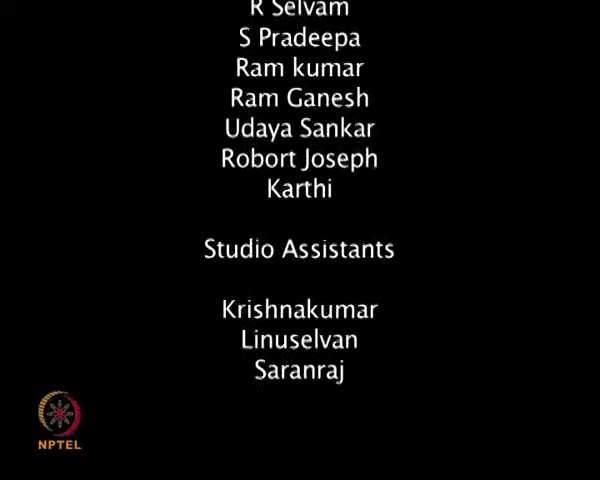 R Selvam
S Pradeepa
Ram kumar
Ram Ganesh
Udaya Sankar
Robort Joseph
Karthi
Studio Assistants
Krishnakumar
Linuselvan
Saranraj
NPTEL